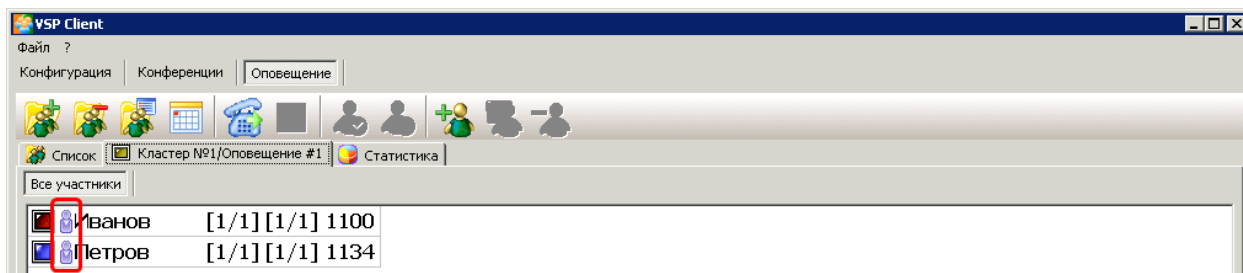 VSP Client
Файл ?
Конфигурация Конференции Оповещение
Список Кластер №1/Оповещение #1 Статистика
Все участники
Иванов [1/1] [1/1] 1100
Петров [1/1] [1/1] 1134